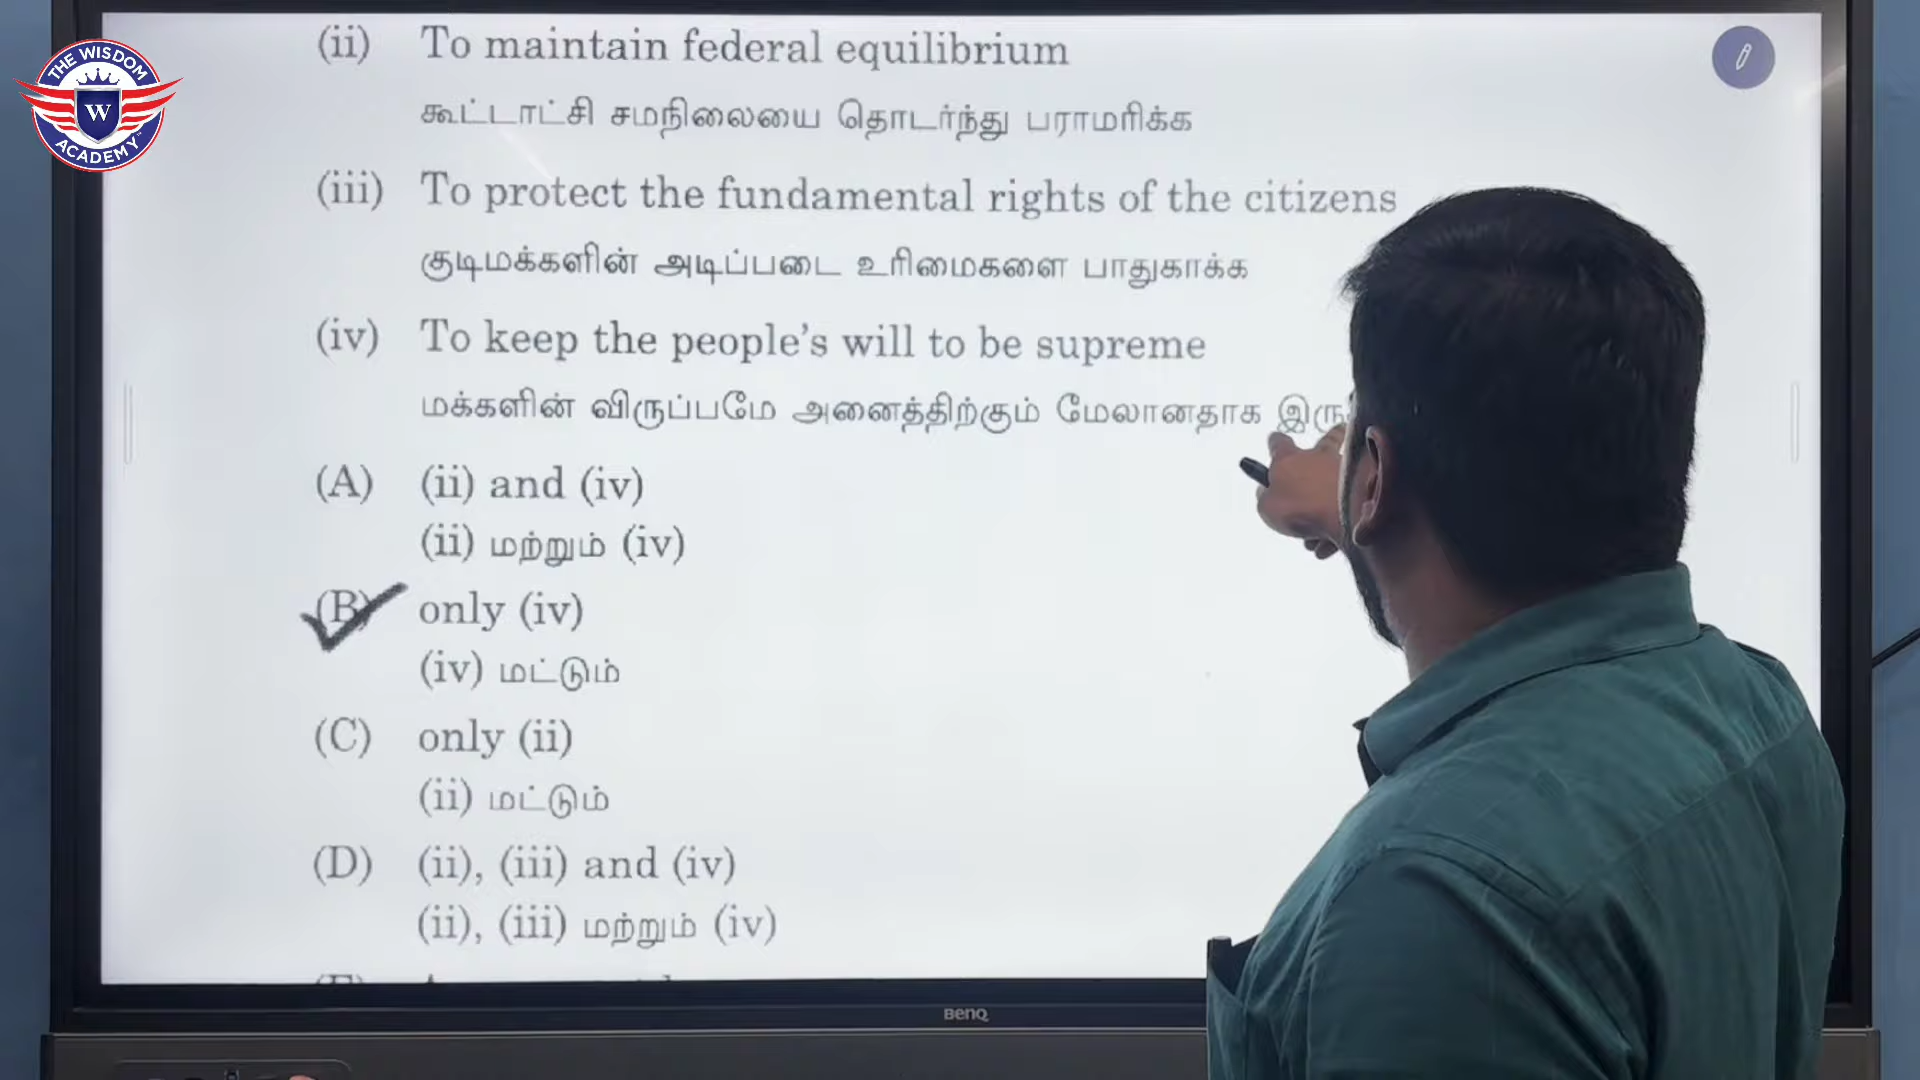 THE WISDOM
W
ACADEMY
(ii) To maintain federal equilibrium
கூட்டாட்சி சமநிலையை தொடர்ந்து பராமரிக்க
(iii) To protect the fundamental rights of the citizens
குடிமக்களின் அடிப்படை உரிமைகளை பாதுகாக்க
(iv) To keep the people's will to be supreme
மக்களின் விருப்பமே அனைத்திற்கும் மேலானதாக
(A) (ii) and (iv)
(ii) மற்றும் (iv)
(B) only (iv)
(iv) மட்டும்
(C) only (ii)
(ii) மட்டும்
(D) (ii), (iii) and (iv)
(ii), (iii) மற்றும் (iv)
BenQ